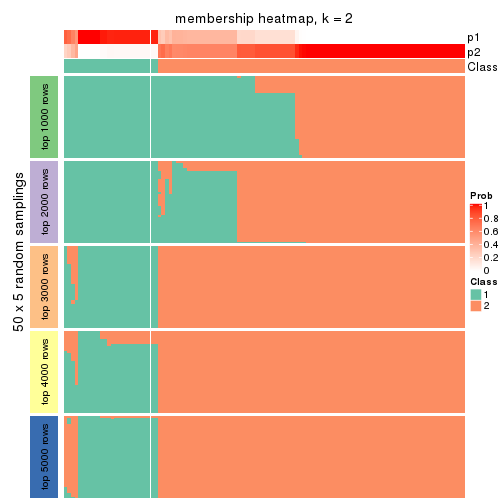 membership heatmap, k = 2
p1
p2
Class
50 x 5 random samplings
top 1000 rows
top 2000 rows
top 3000 rows
top 4000 rows
top 5000 rows
Prob
1
0.8
0.6
0.4
0.2
0
Class
1
2